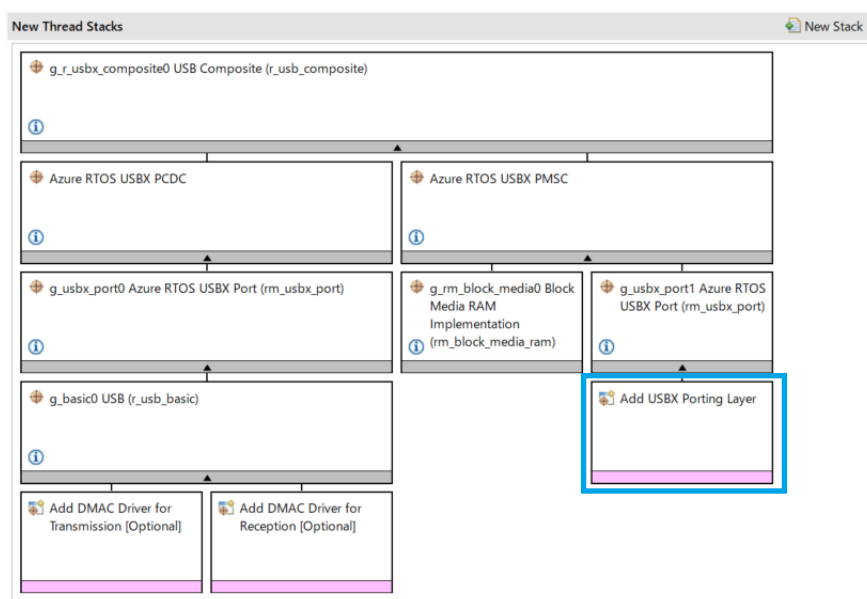 New Thread Stacks
New Stack
g_r_usbx_composite0 USB Composite (r_usb_composite)
Azure RTOS USBX PCDC
Azure RTOS USBX PMSC
g_usbx_port0 Azure RTOS USBX Port (rm_usbx_port)
g_rm_block_media0 Block
Media RAM
Implementation
(rm_block_media_ram)
g_usbx_port1 Azure RTOS
USBX Port (rm_usbx_port)
g_basic0 USB (r_usb_basic)
Add USBX Porting Layer
Add DMAC Driver for
Transmission [Optional]
Add DMAC Driver for
Reception [Optional]